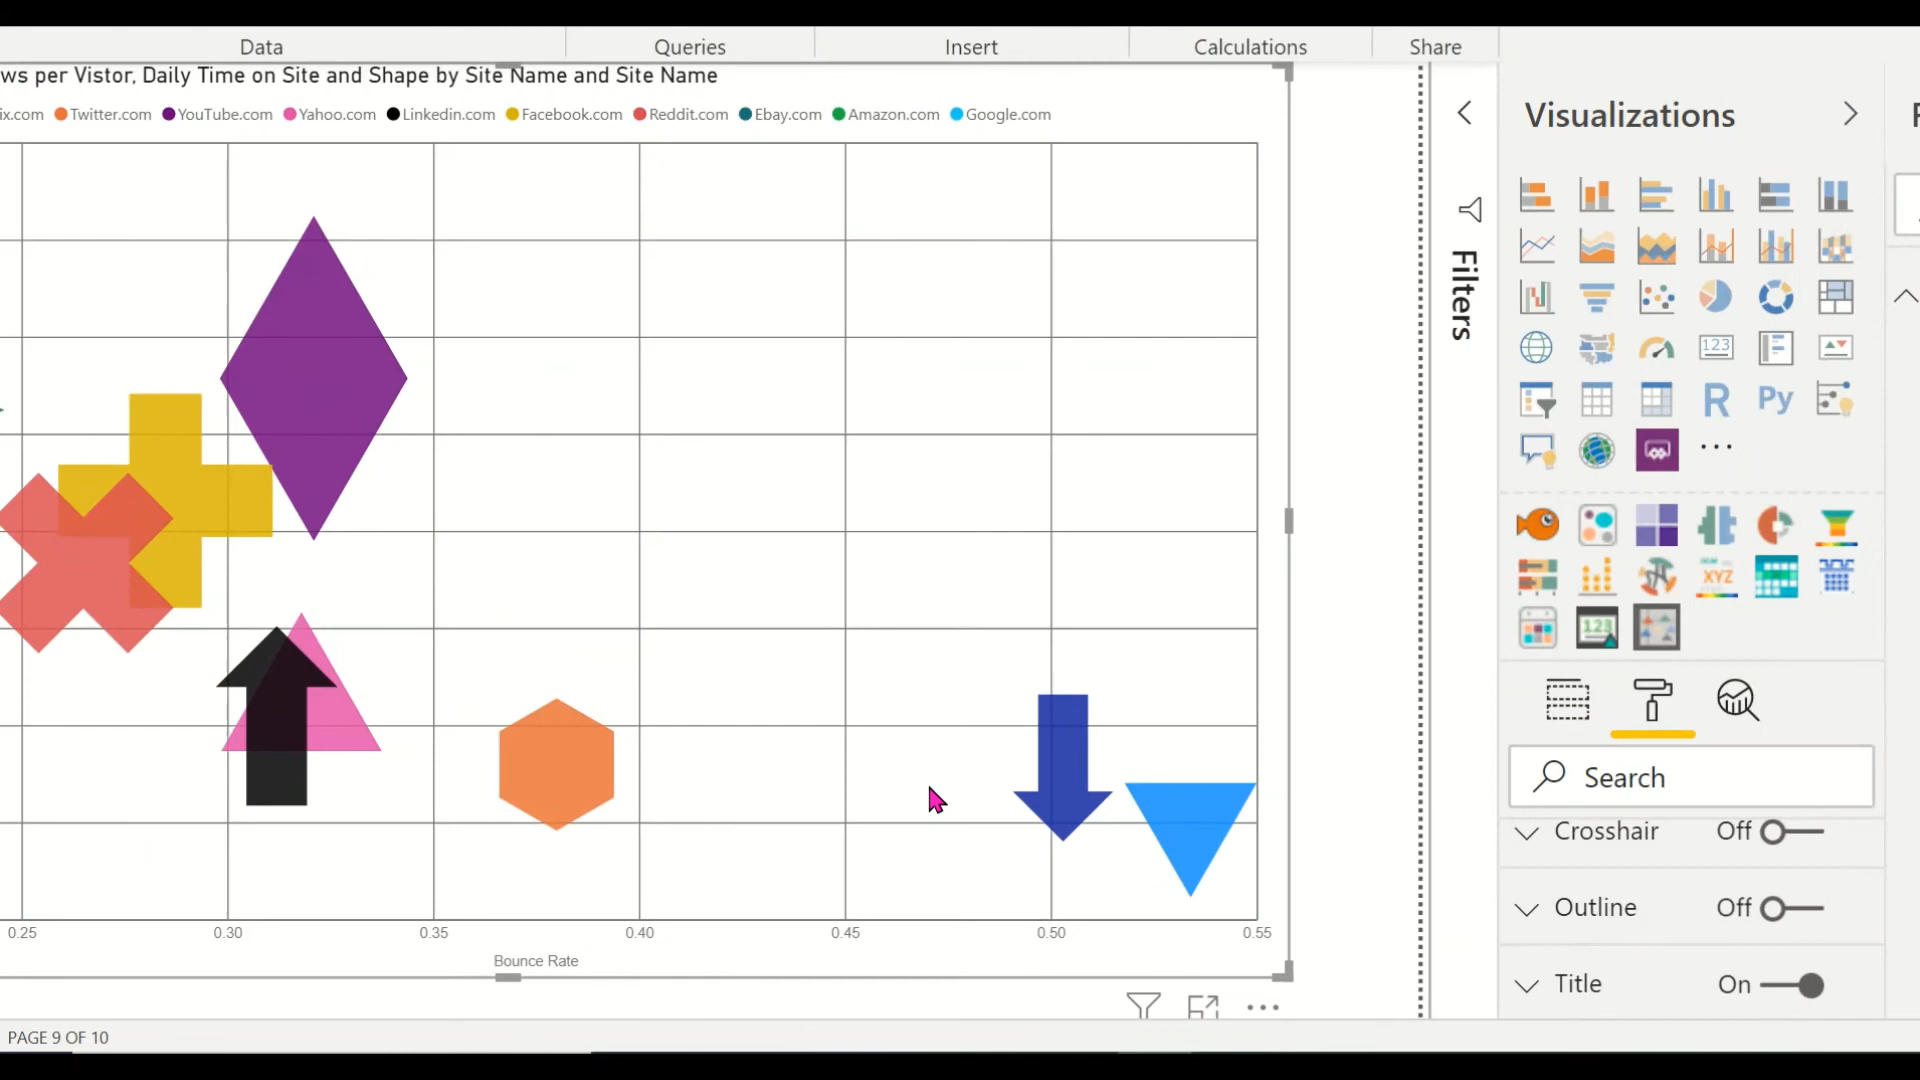 Data Queries Insert Calculations Share
ws per Vistor, Daily Time on Site and Shape by Site Name and Site Name
ix.com Twitter.com YouTube.com Yahoo.com Linkedin.com Facebook.com Reddit.com Ebay.com Amazon.com Google.com
0.25 0.30 0.35 0.40 0.45 0.50 0.55
Bounce Rate
PAGE 9 OF 10
Filters
Visualizations
F
123
R Py
XYZ
123
Search
Crosshair Off
Outline Off
Title On